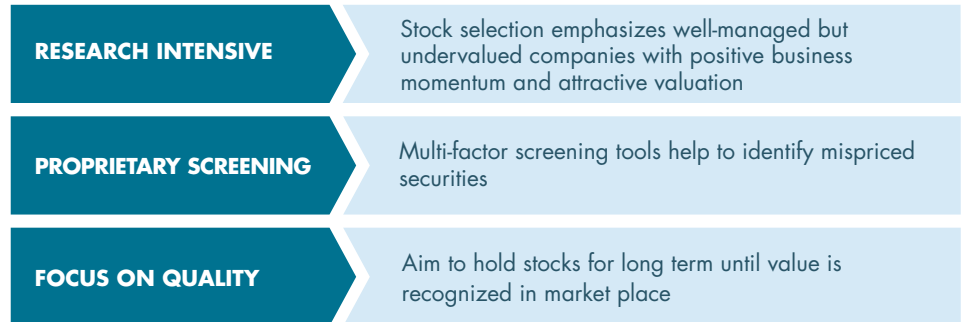 RESEARCH INTENSIVE
Stock selection emphasizes well-managed but
undervalued companies with positive business
momentum and attractive valuation
PROPRIETARY SCREENING
Multi-factor screening tools help to identify mispriced
securities
FOCUS ON QUALITY
Aim to hold stocks for long term until value is
recognized in market place